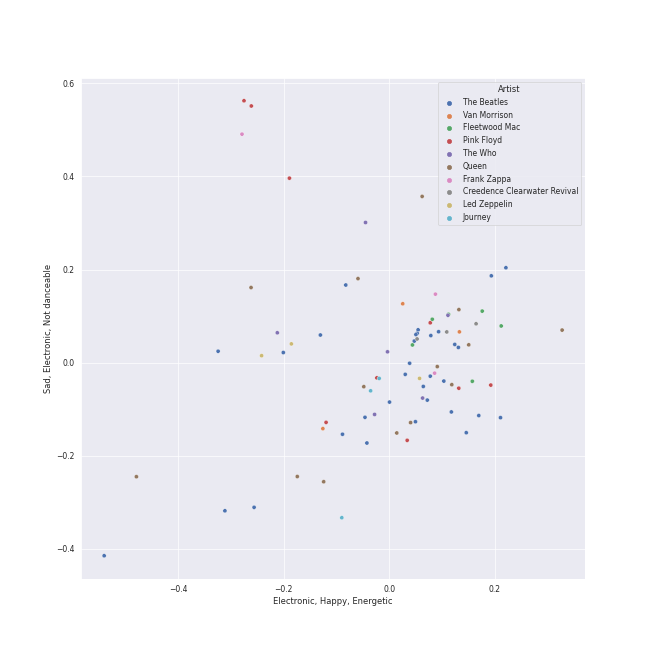 0.6
0.4
0.2
0.0
−0.2
−0.4
Sad, Electronic, Not danceable
Artist
The Beatles
Van Morrison
Fleetwood Mac
Pink Floyd
The Who
Queen
Frank Zappa
Creedence Clearwater Revival
Led Zeppelin
Journey
−0.4 −0.2 0.0 0.2
Electronic, Happy, Energetic